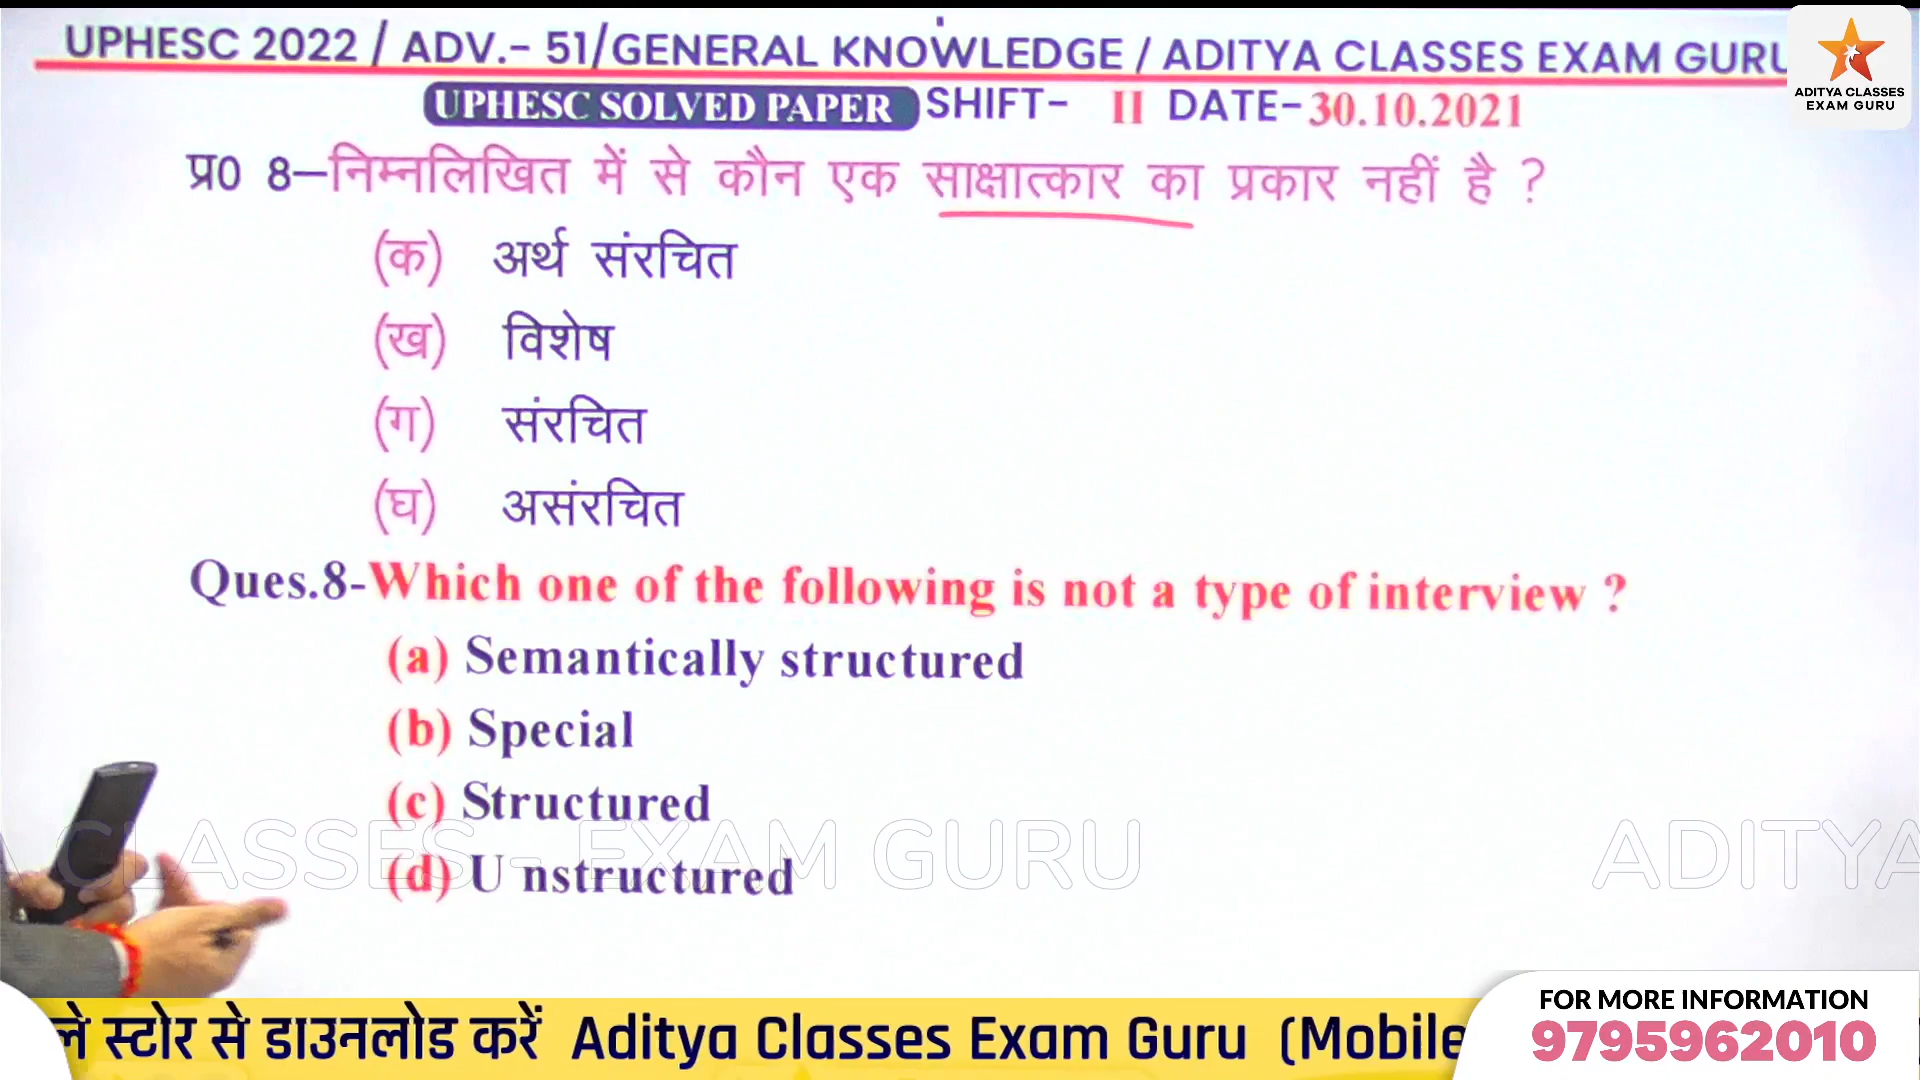 UPHESC 2022 / ADV.- 51/GENERAL KNOWLEDGE / ADITYA CLASSES EXAM GURU
ADITYA CLASSES
EXAM GURU
UPHESC SOLVED PAPER SHIFT- II DATE-30.10.2021
प्र0 8–निम्नलिखित में से कौन एक साक्षात्कार का प्रकार नहीं है ?
(क) अर्थ संरचित
(ख) विशेष
(ग) संरचित
(घ) असंरचित
Ques.8-Which one of the following is not a type of interview ?
(a) Semantically structured
(b) Special
(c) Structured
(d) U nstructured
CLASSES - EXAM GURU ADITYA
ले स्टोर से डाउनलोड करें Aditya Classes Exam Guru (Mobile
FOR MORE INFORMATION
9795962010